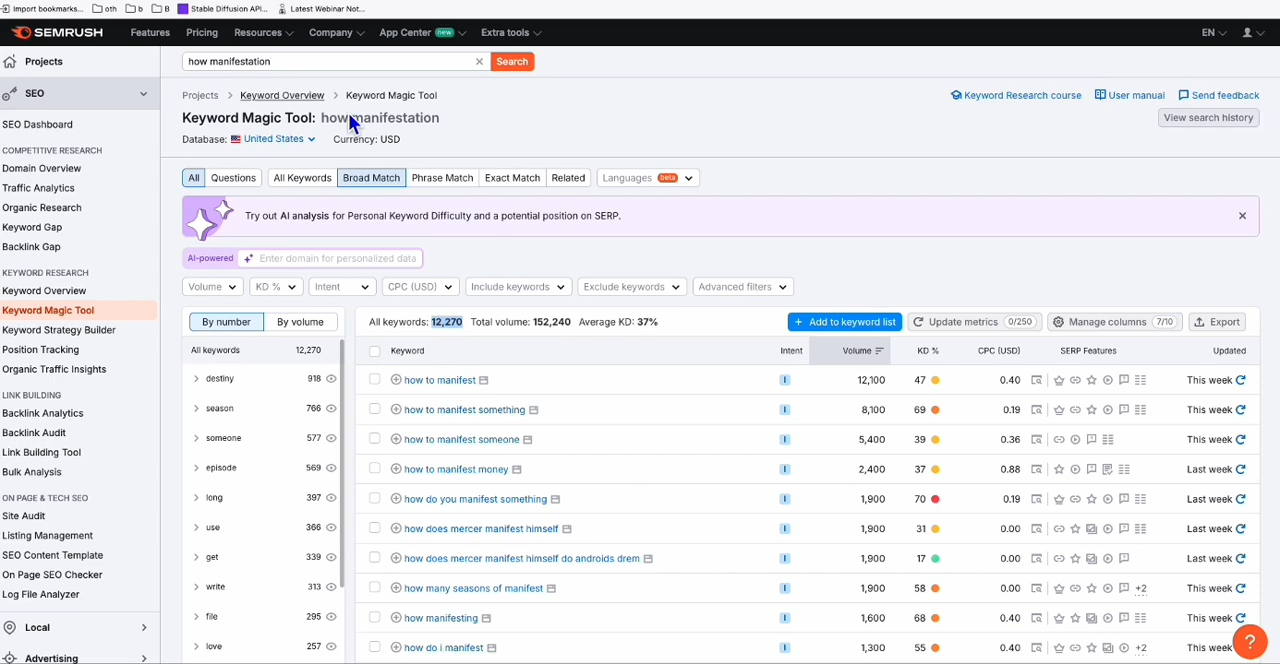 Import bookmarks... oth b B Stable Diffusion API... Latest Webinar Not...
SEMRUSH Features Pricing Resources Company App Center new Extra tools EN
Projects
how manifestation Search
SEO
Projects > Keyword Overview > Keyword Magic Tool
Keyword Research course User manual Send feedback
Keyword Magic Tool: how manifestation
View search history
Database: United States Currency: USD
SEO Dashboard
COMPETITIVE RESEARCH
Domain Overview
Traffic Analytics
Organic Research
Keyword Gap
Backlink Gap
KEYWORD RESEARCH
Keyword Overview
Keyword Magic Tool
Keyword Strategy Builder
Position Tracking
Organic Traffic Insights
LINK BUILDING
Backlink Analytics
Backlink Audit
Link Building Tool
Bulk Analysis
ON PAGE & TECH SEO
Site Audit
Listing Management
SEO Content Template
On Page SEO Checker
Log File Analyzer
Local
Advertising
All Questions All Keywords Broad Match Phrase Match Exact Match Related Languages beta
Try out AI analysis for Personal Keyword Difficulty and a potential position on SERP.
AI-powered Enter domain for personalized data
Volume KD % Intent CPC (USD) Include keywords Exclude keywords Advanced filters
By number By volume
All keywords 12,270
destiny 918
season 766
someone 577
episode 569
long 397
use 366
get 339
write 313
file 295
love 257
All keywords: 12,270 Total volume: 152,240 Average KD: 37%
+ Add to keyword list Update metrics 0/250 Manage columns 7/10 Export
Keyword Intent Volume KD % CPC (USD) SERP Features Updated
how to manifest I 12,100 47 0.40 This week
how to manifest something I 8,100 69 0.19 This week
how to manifest someone I 5,400 39 0.36 This week
how to manifest money I 2,400 37 0.88 Last week
how do you manifest something I 1,900 70 0.19 Last week
how does mercer manifest himself I 1,900 31 0.00 Last week
how does mercer manifest himself do androids drem I 1,900 17 0.00 Last week
how many seasons of manifest I 1,900 58 0.00 +2 This week
how manifesting I 1,600 68 0.40 This week
how do i manifest I 1,300 55 0.40 +2 This week
?